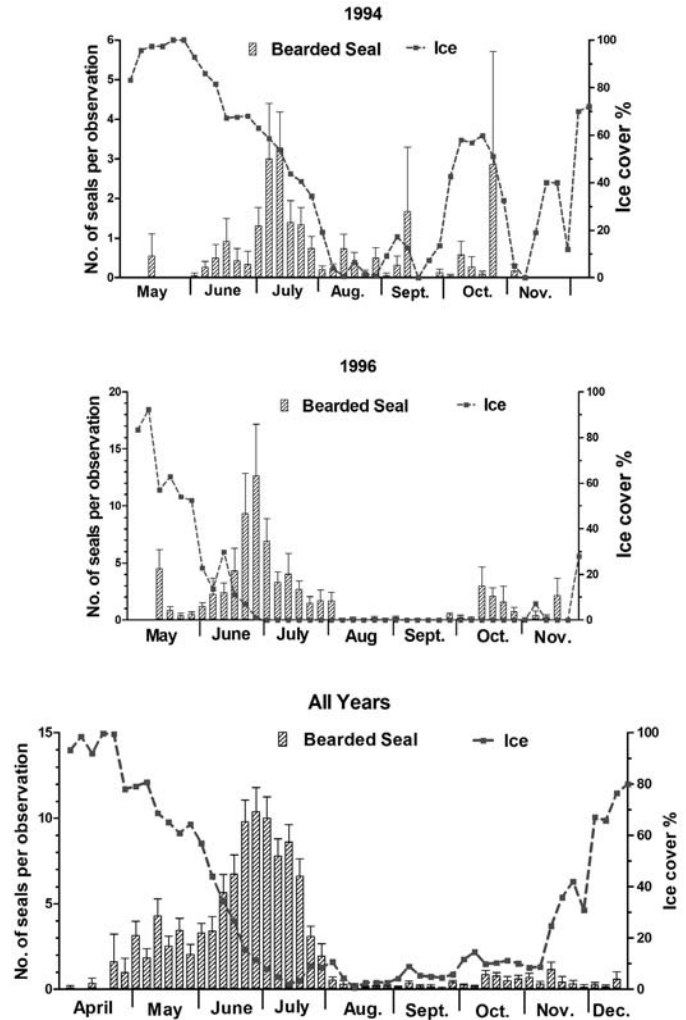 1994
Bearded Seal Ice
No. of seals per observation
6
5
4
3
2
1
0
Ice cover %
100
80
60
40
20
0
May June July Aug. Sept. Oct. Nov.
1996
Bearded Seal Ice
No. of seals per observation
20
15
10
5
0
Ice cover %
100
80
60
40
20
0
May June July Aug Sept. Oct. Nov.
All Years
Bearded Seal Ice
No. of seals per observation
15
10
5
0
Ice cover %
100
80
60
40
20
0
April May June July Aug. Sept. Oct. Nov. Dec.